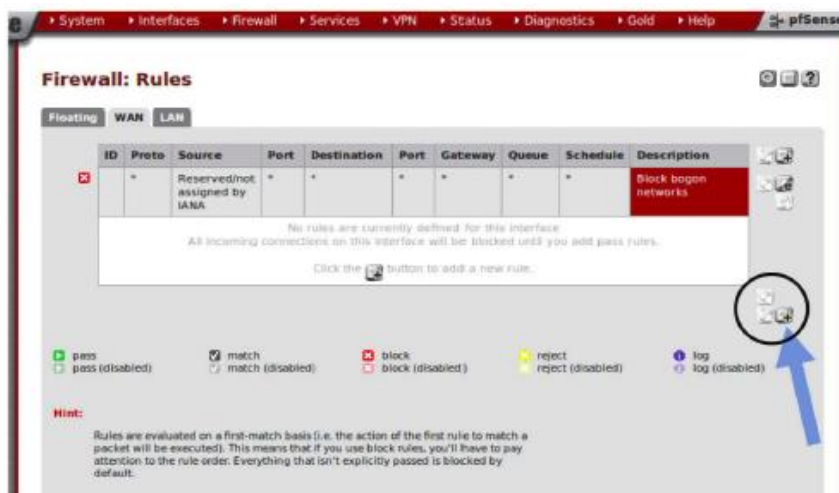 System Interfaces Firewall Services VPN Status Diagnostics Gold Help pfSense
Firewall: Rules
Floating WAN LAN
ID Proto Source Port Destination Port Gateway Queue Schedule Description
* Reserved/not assigned by IANA * * * * * * Block bogon networks
No rules are currently defined for this interface
All incoming connections on this interface will be blocked until you add pass rules.
Click the button to add a new rule.
pass match block reject log
pass (disabled) match (disabled) block (disabled) reject (disabled) log (disabled)
Hint:
Rules are evaluated on a first-match basis (i.e. the action of the first rule to match a
packet will be executed). This means that if you use block rules, you'll have to pay
attention to the rule order. Everything that isn't explicitly passed is blocked by
default.